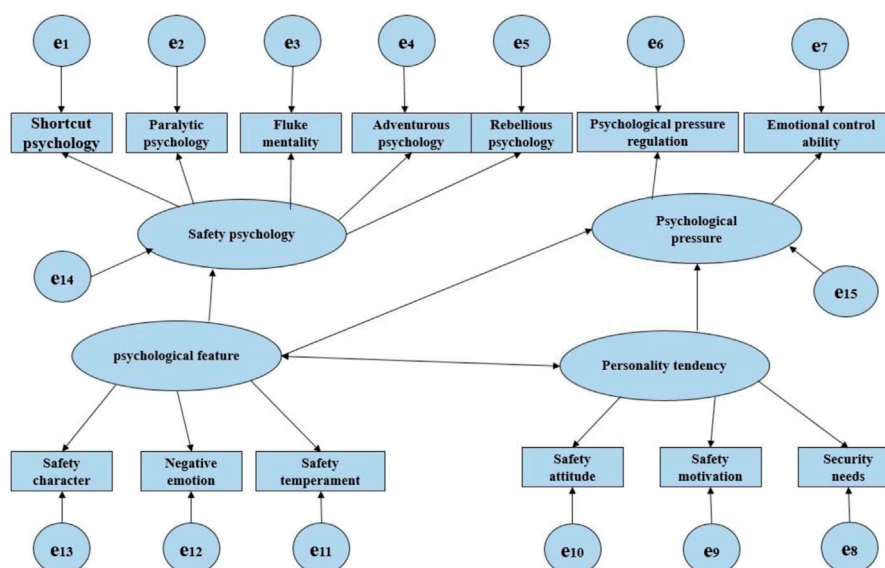 e1
e2
e3
e4
e5
e6
e7
Shortcut
psychology
Paralytic
psychology
Fluke
mentality
Adventurous
psychology
Rebellious
psychology
Psychological pressure
regulation
Emotional control
ability
Safety psychology
Psychological
pressure
e14
e15
psychological feature
Personality tendency
Safety
character
Negative
emotion
Safety
temperament
Safety
attitude
Safety
motivation
Security
needs
e13
e12
e11
e10
e9
e8